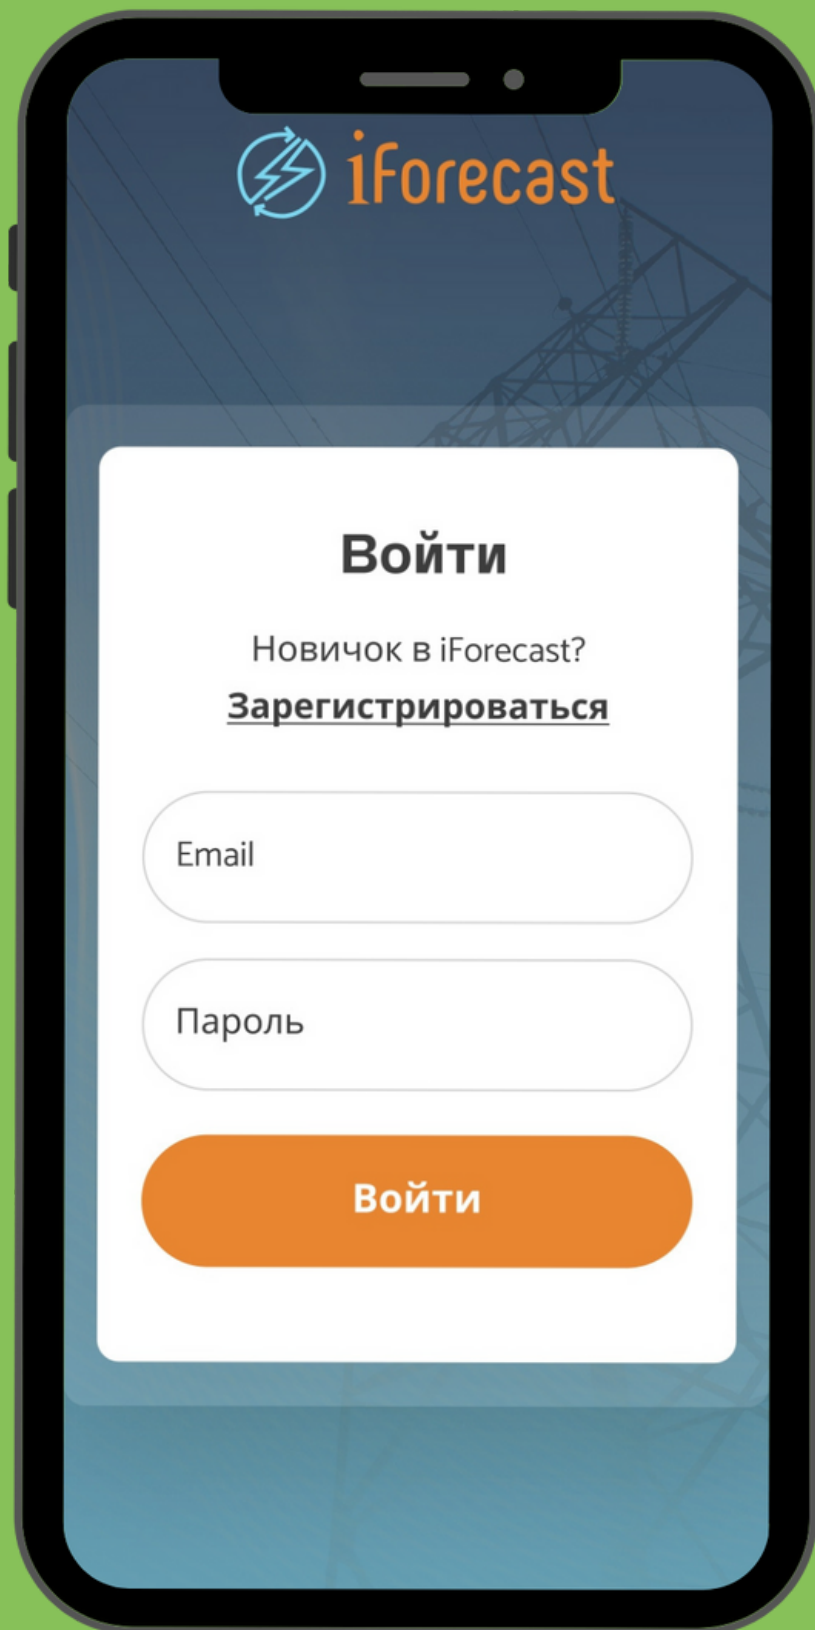 iForecast
Войти
Новичок в iForecast?
Зарегистрироваться
Email
Пароль
Войти